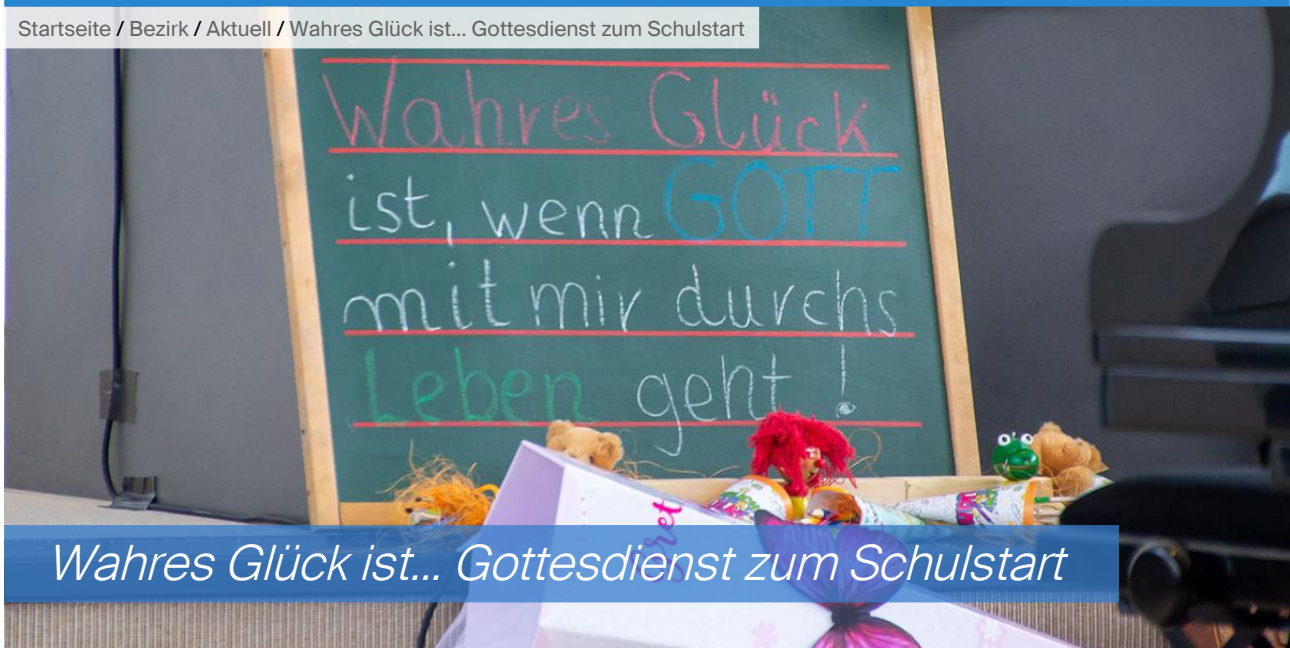 Startseite / Bezirk / Aktuell / Wahres Glück ist... Gottesdienst zum Schulstart
Wahres Glück
ist, wenn GOTT
mit mir durchs
Leben geht!
Wahres Glück ist... Gottesdienst zum Schulstart